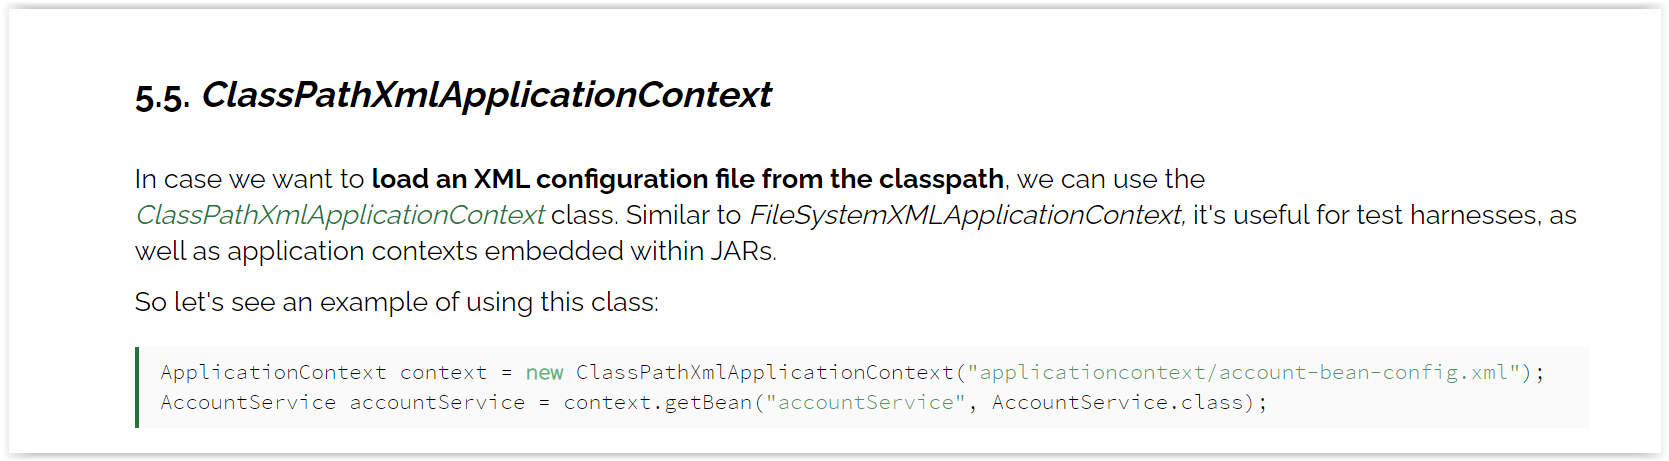 5.5. ClassPathXmlApplicationContext
In case we want to load an XML configuration file from the classpath, we can use the
ClassPathXmlApplicationContext class. Similar to FileSystemXMLApplicationContext, it's useful for test harnesses, as
well as application contexts embedded within JARs.
So let's see an example of using this class:
ApplicationContext context = new ClassPathXmlApplicationContext("applicationcontext/account-bean-config.xml");
AccountService accountService = context.getBean("accountService", AccountService.class);